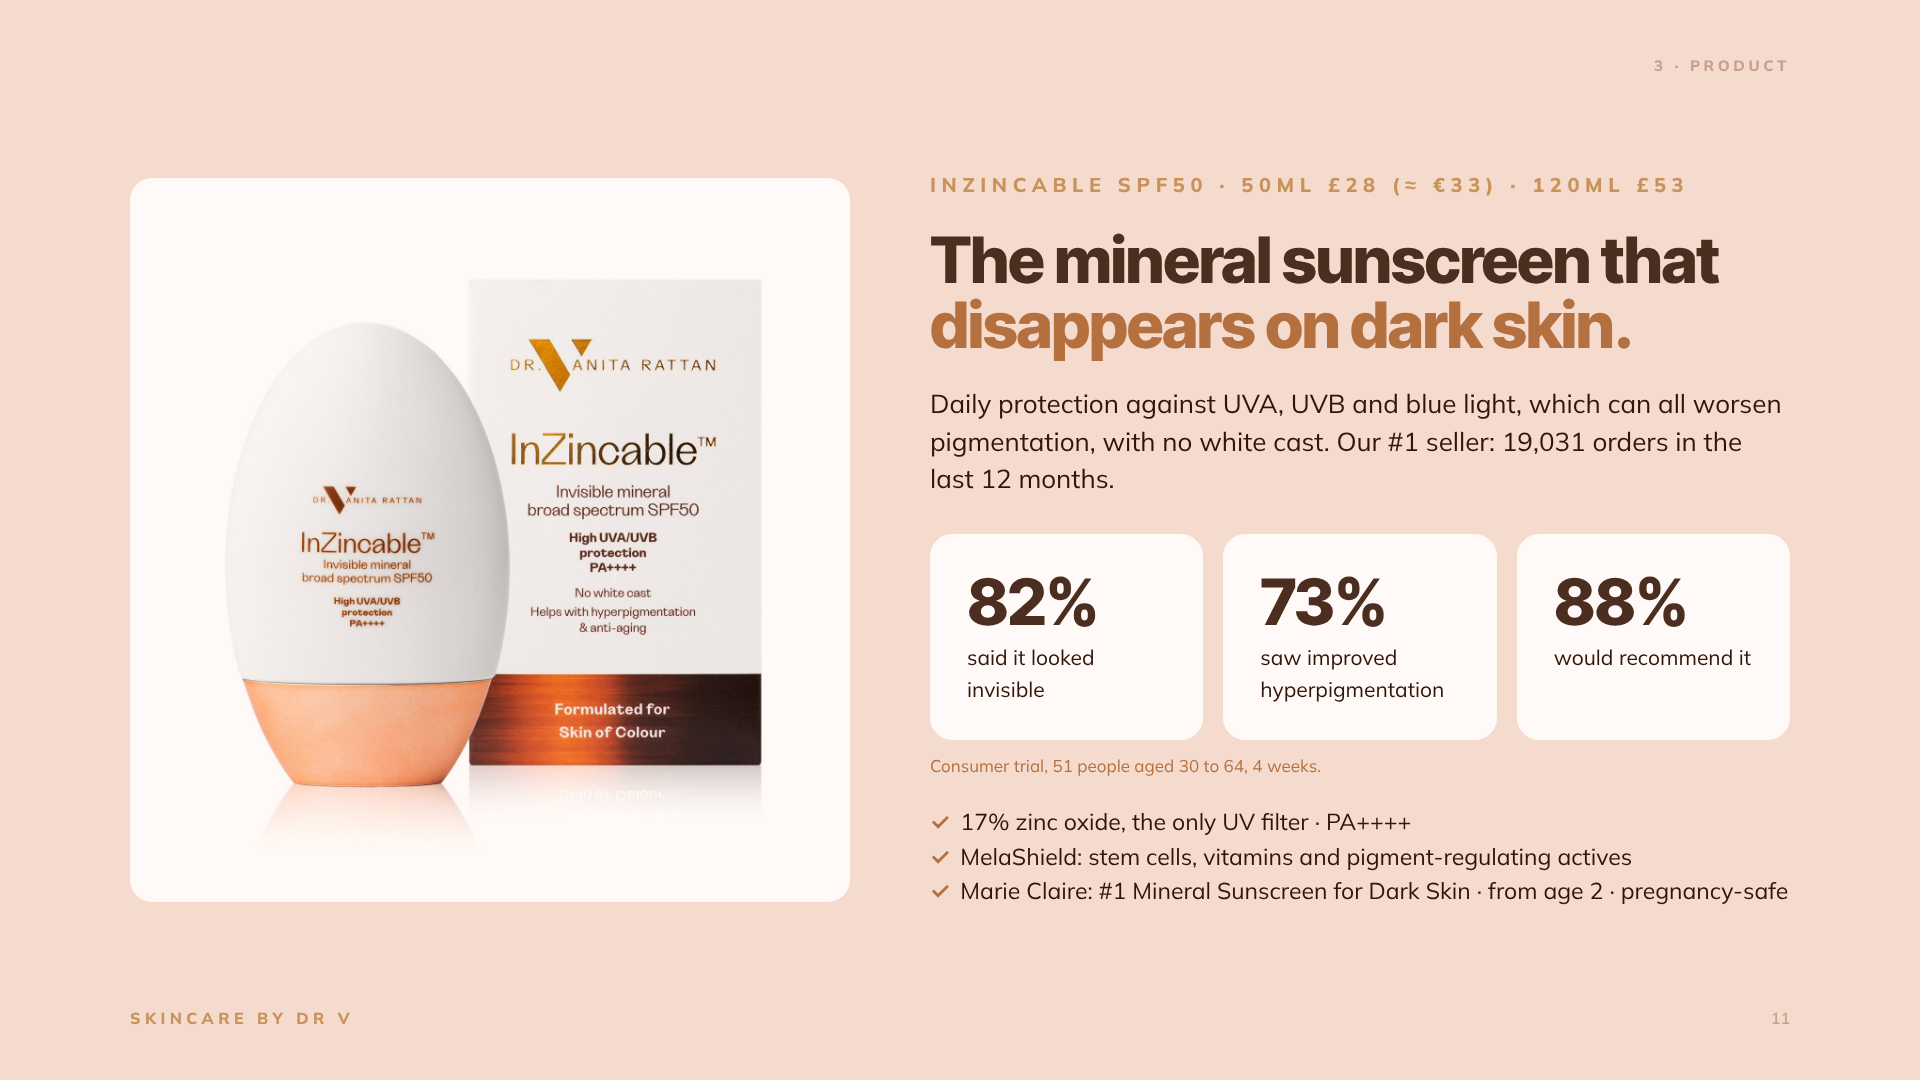 3 · PRODUCT
INZINCABLE SPF50 · 50ML £28 (≈ €33) · 120ML £53
The mineral sunscreen that
disappears on dark skin.
Daily protection against UVA, UVB and blue light, which can all worsen
pigmentation, with no white cast. Our #1 seller: 19,031 orders in the
last 12 months.
82%
said it looked
invisible
73%
saw improved
hyperpigmentation
88%
would recommend it
Consumer trial, 51 people aged 30 to 64, 4 weeks.
✓ 17% zinc oxide, the only UV filter · PA++++
✓ MelaShield: stem cells, vitamins and pigment-regulating actives
✓ Marie Claire: #1 Mineral Sunscreen for Dark Skin · from age 2 · pregnancy-safe
DR. VANITA RATTAN
InZincable™
Invisible mineral
broad spectrum SPF50
High UVA/UVB
protection
PA++++
No white cast
Helps with hyperpigmentation
& anti-aging
Formulated for
Skin of Colour
DR. VANITA RATTAN
InZincable™
Invisible mineral
broad spectrum SPF50
High UVA/UVB
protection
PA++++
SKINCARE BY DR V
11